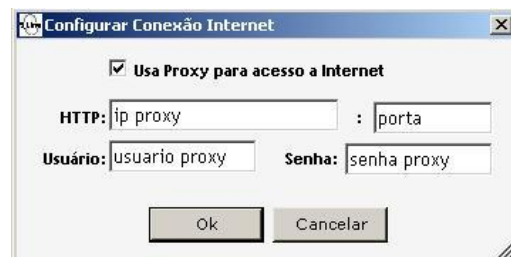 Configurar Conexão Internet
Usa Proxy para acesso a Internet
HTTP: ip proxy : porta
Usuário: usuario proxy Senha: senha proxy
Ok Cancelar